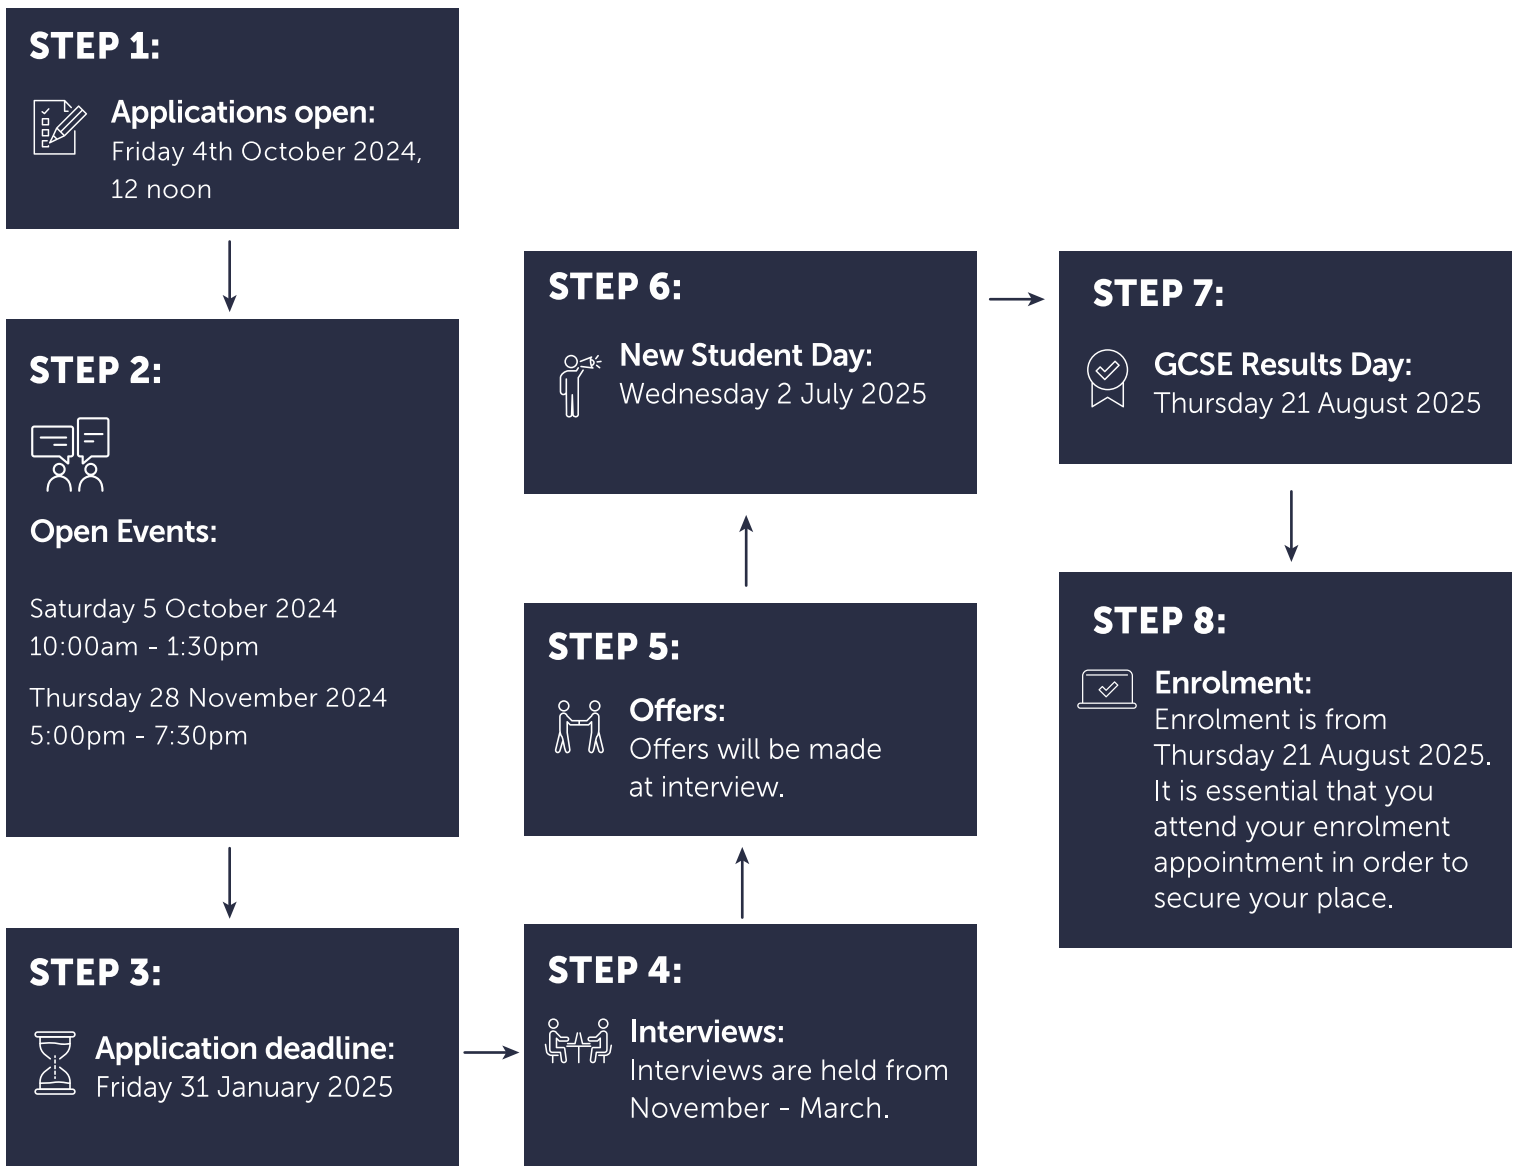 STEP 1:
Applications open:
Friday 4th October 2024,
12 noon
STEP 2:
Open Events:
Saturday 5 October 2024
10:00am - 1:30pm
Thursday 28 November 2024
5:00pm - 7:30pm
STEP 3:
Application deadline:
Friday 31 January 2025
STEP 4:
Interviews:
Interviews are held from
November - March.
STEP 5:
Offers:
Offers will be made
at interview.
STEP 6:
New Student Day:
Wednesday 2 July 2025
STEP 7:
GCSE Results Day:
Thursday 21 August 2025
STEP 8:
Enrolment:
Enrolment is from
Thursday 21 August 2025.
It is essential that you
attend your enrolment
appointment in order to
secure your place.